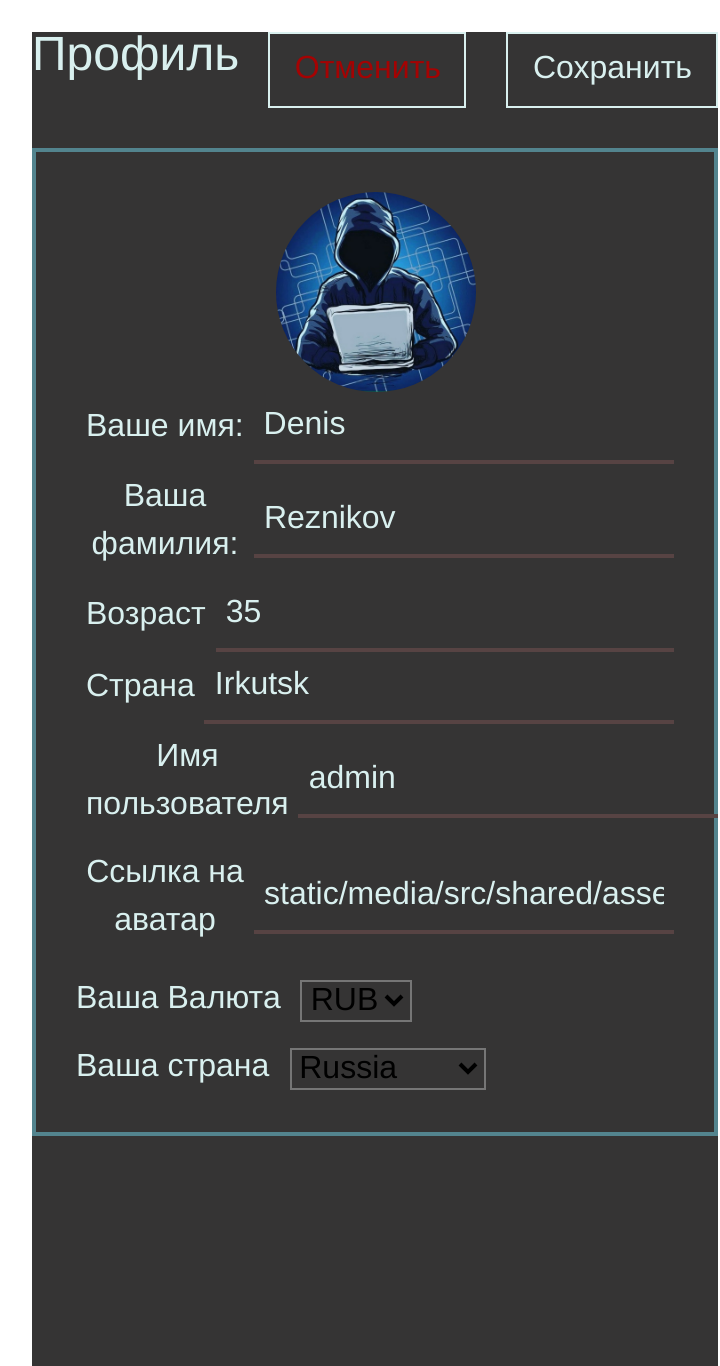 Профиль Отменить Сохранить
Ваше имя: Denis
Ваша
фамилия: Reznikov
Возраст 35
Страна Irkutsk
Имя
пользователя admin
Ссылка на
аватар static/media/src/shared/asse
Ваша Валюта RUB
Ваша страна Russia